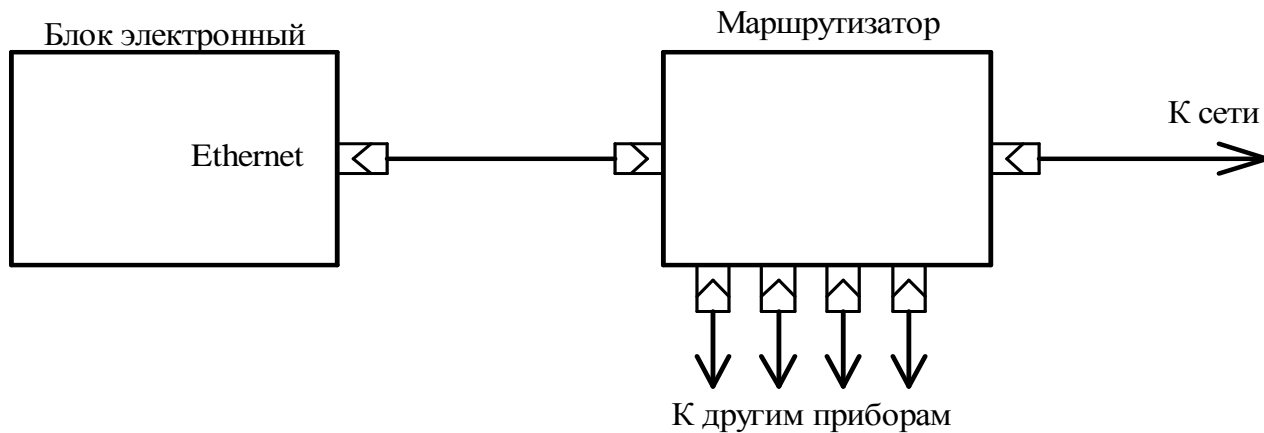 Блок электронный
Маршрутизатор
К сети
Ethernet
К другим приборам